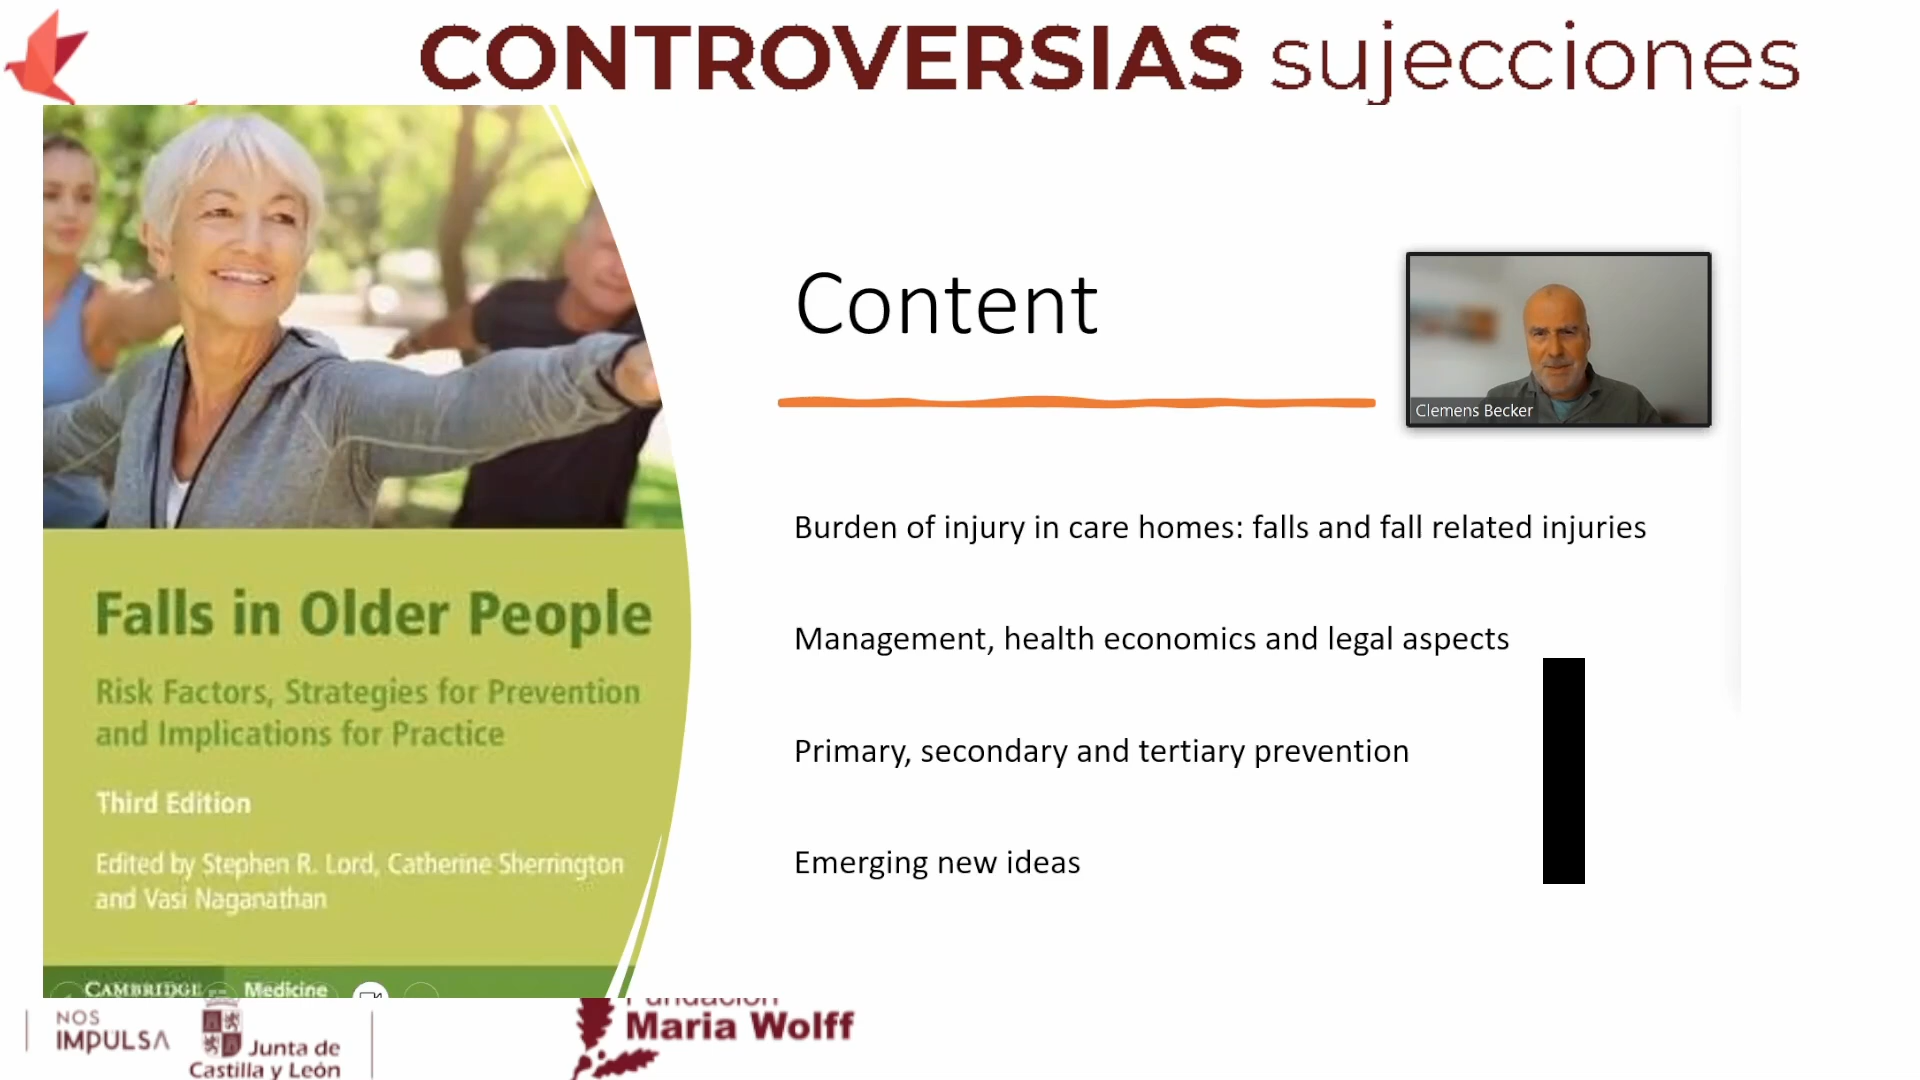 CONTROVERSIAS sujecciones
Content
Clemens Becker
Burden of injury in care homes: falls and fall related injuries
Management, health economics and legal aspects
Primary, secondary and tertiary prevention
Emerging new ideas
Falls in Older People
Risk Factors, Strategies for Prevention
and Implications for Practice
Third Edition
Edited by Stephen R. Lord, Catherine Sherrington
and Vasi Naganathan
CAMBRIDGE
Medicine
NOS
IMPULSA
Junta de
Castilla y León
Fundación
Maria Wolff